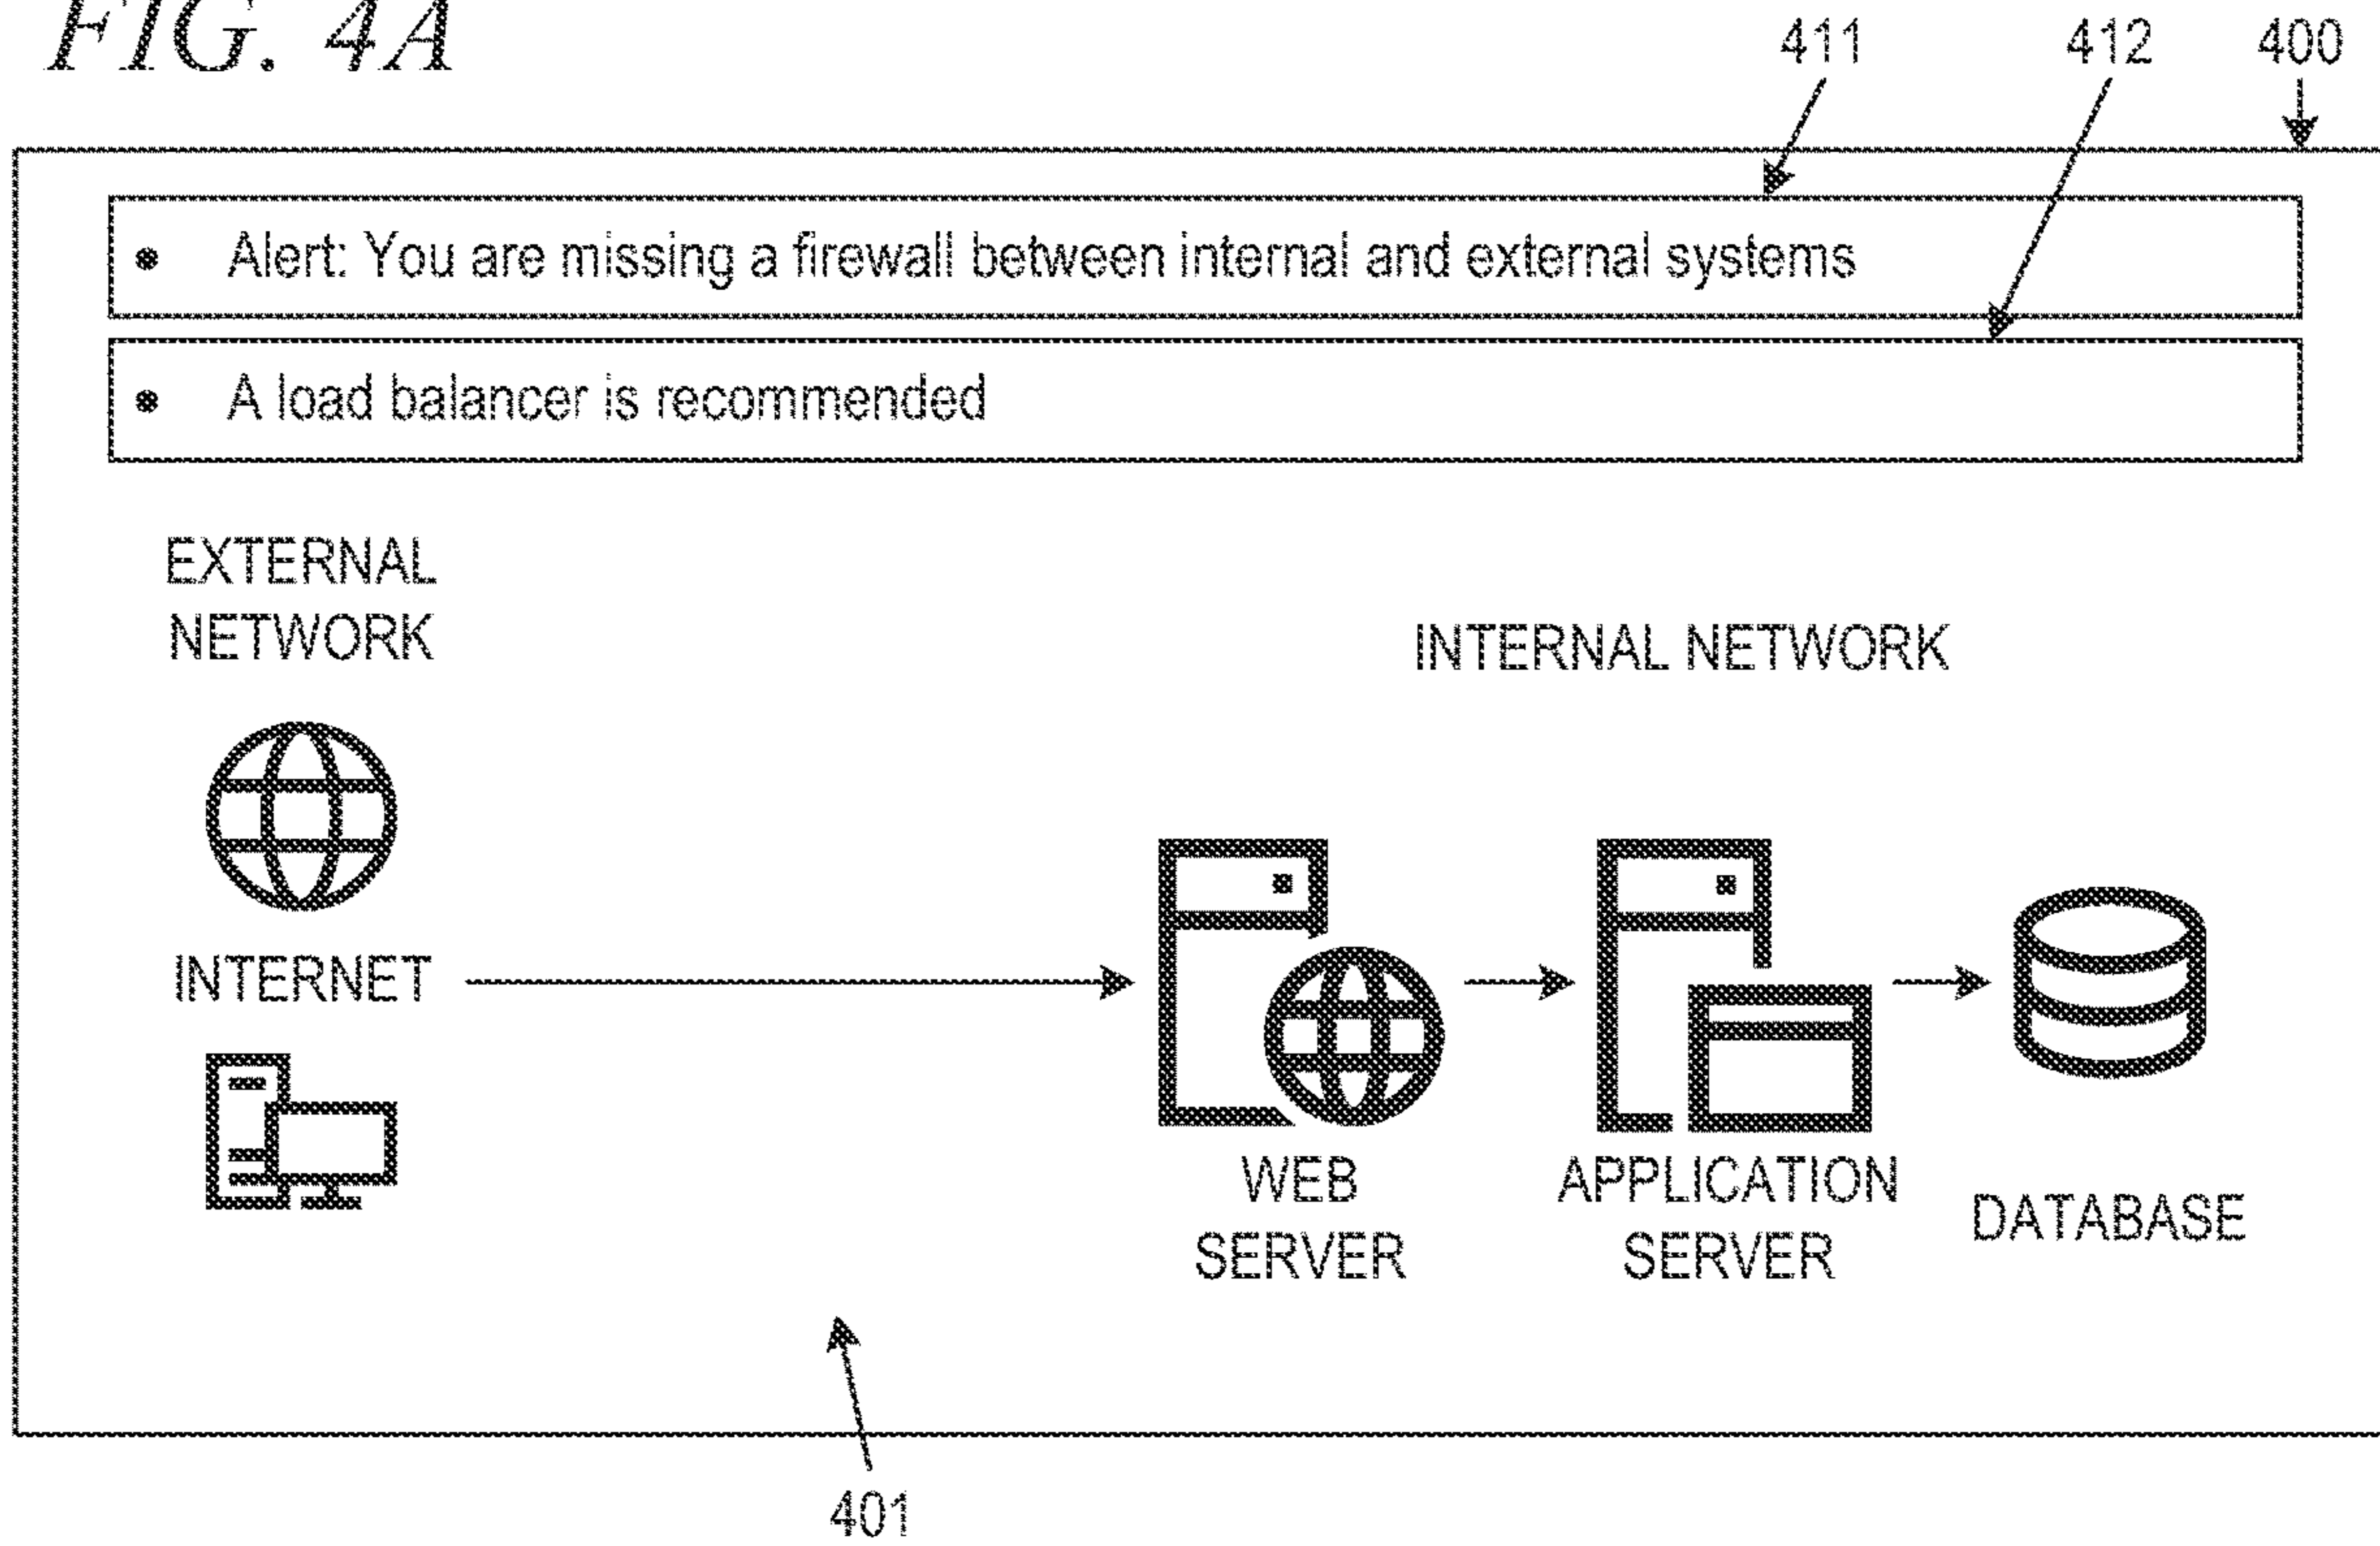 FIG. 4A
411
412
400
• Alert: You are missing a firewall between internal and external systems
• A load balancer is recommended
EXTERNAL
NETWORK
INTERNAL NETWORK
INTERNET
WEB
SERVER
APPLICATION
SERVER
DATABASE
401